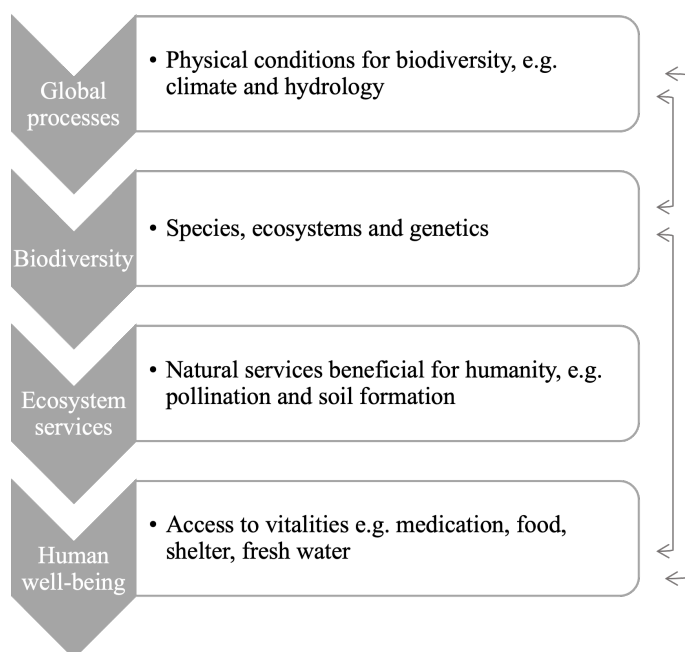 Global
processes
• Physical conditions for biodiversity, e.g.
climate and hydrology
Biodiversity
• Species, ecosystems and genetics
Ecosystem
services
• Natural services beneficial for humanity, e.g.
pollination and soil formation
Human
well-being
• Access to vitalities e.g. medication, food,
shelter, fresh water